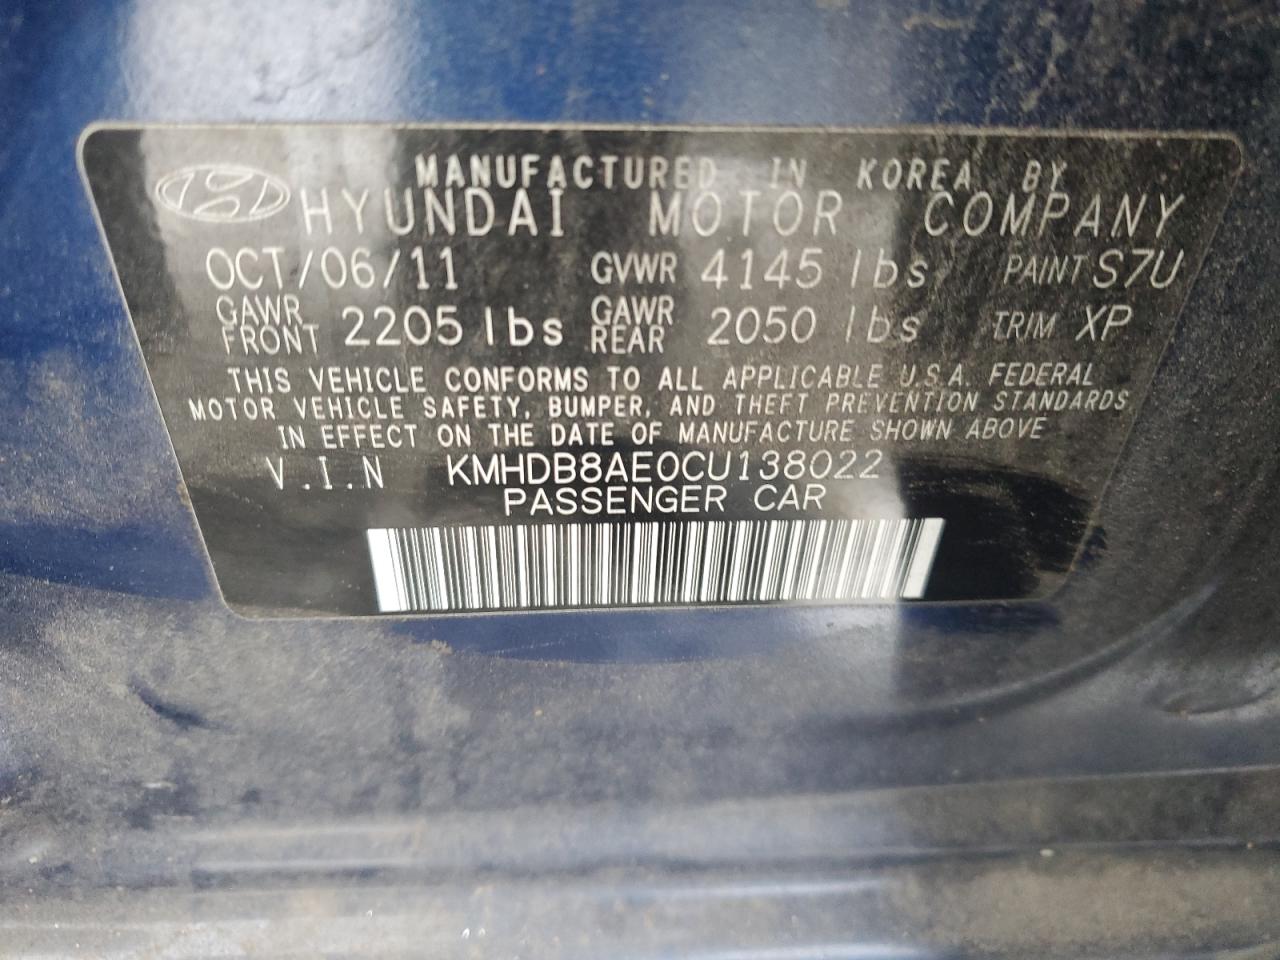 MANUFACTURED IN KOREA BY
HYUNDAI MOTOR COMPANY
OCT/06/11 GVWR 4145 lbs PAINT S7U
GAWR FRONT 2205 lbs GAWR REAR 2050 lbs TRIM XP
THIS VEHICLE CONFORMS TO ALL APPLICABLE U.S.A. FEDERAL
MOTOR VEHICLE SAFETY, BUMPER, AND THEFT PREVENTION STANDARDS
IN EFFECT ON THE DATE OF MANUFACTURE SHOWN ABOVE
V.I.N KMHDB8AE0CU138022
PASSENGER CAR